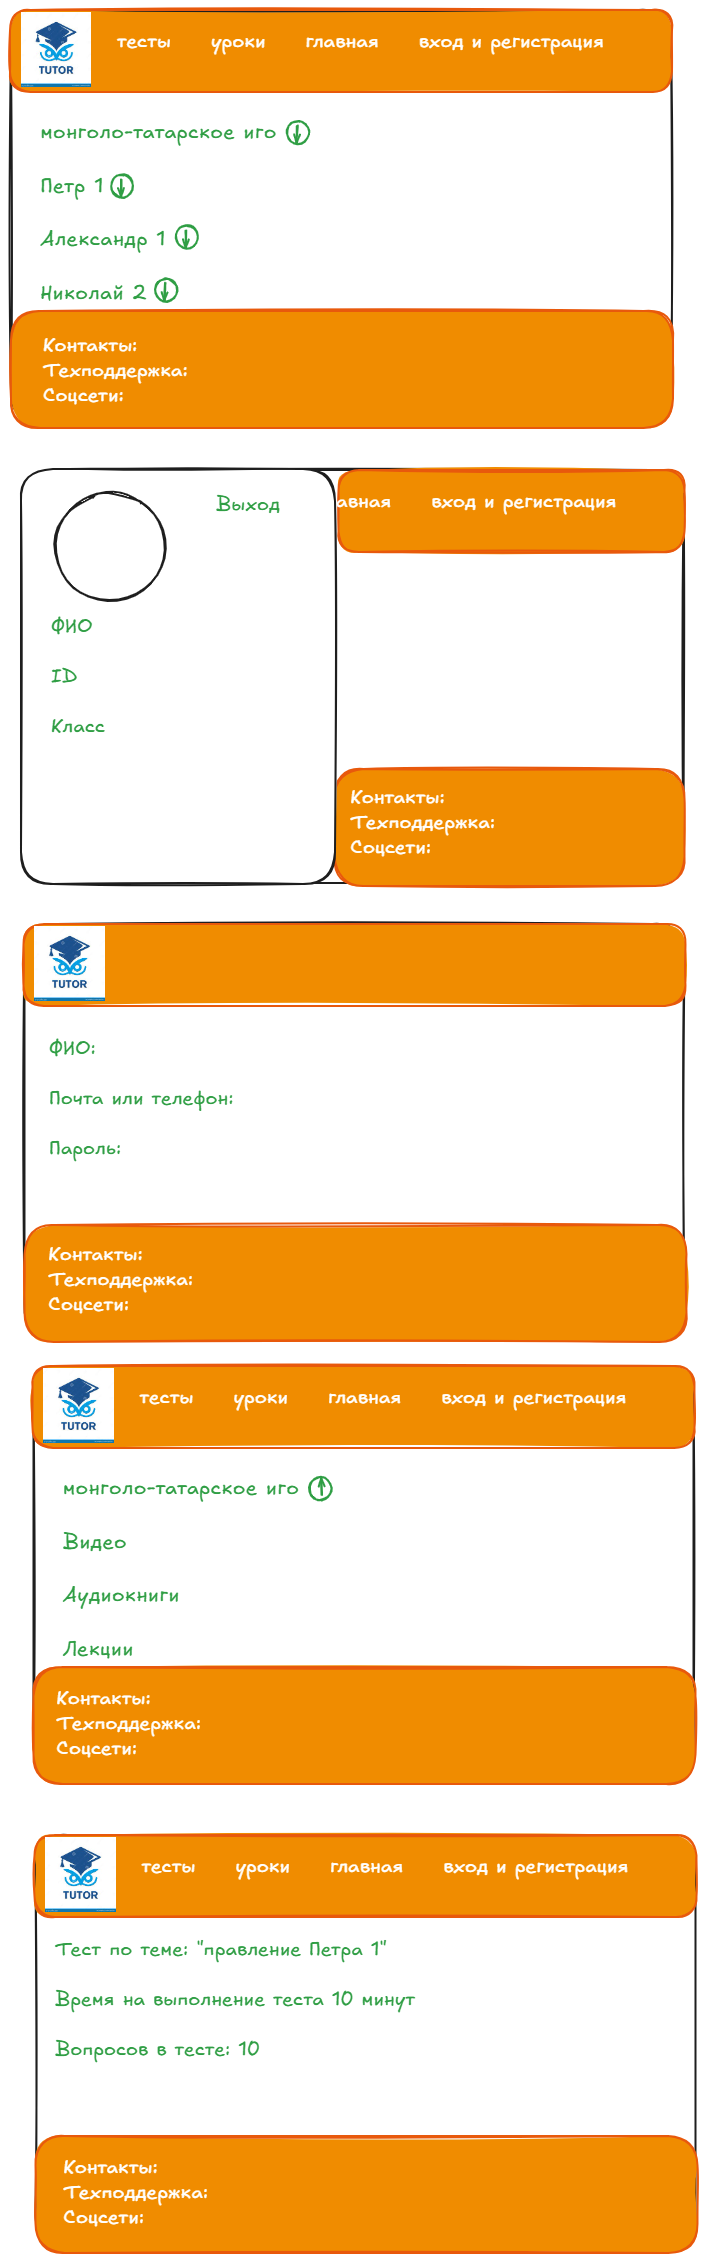 TUTOR
тесты уроки главная вход и регистрация
монголо-татарское иго
Петр 1
Александр 1
Николай 2
Контакты:
Техподдержка:
Соцсети:
Выход
авная вход и регистрация
ФИО
ID
Класс
Контакты:
Техподдержка:
Соцсети:
TUTOR
ФИО:
Почта или телефон:
Пароль:
Контакты:
Техподдержка:
Соцсети:
TUTOR
тесты уроки главная вход и регистрация
монголо-татарское иго
Видео
Аудиокниги
Лекции
Контакты:
Техподдержка:
Соцсети:
TUTOR
тесты уроки главная вход и регистрация
Тест по теме: "правление Петра 1"
Время на выполнение теста 10 минут
Вопросов в тесте: 10
Контакты:
Техподдержка:
Соцсети: